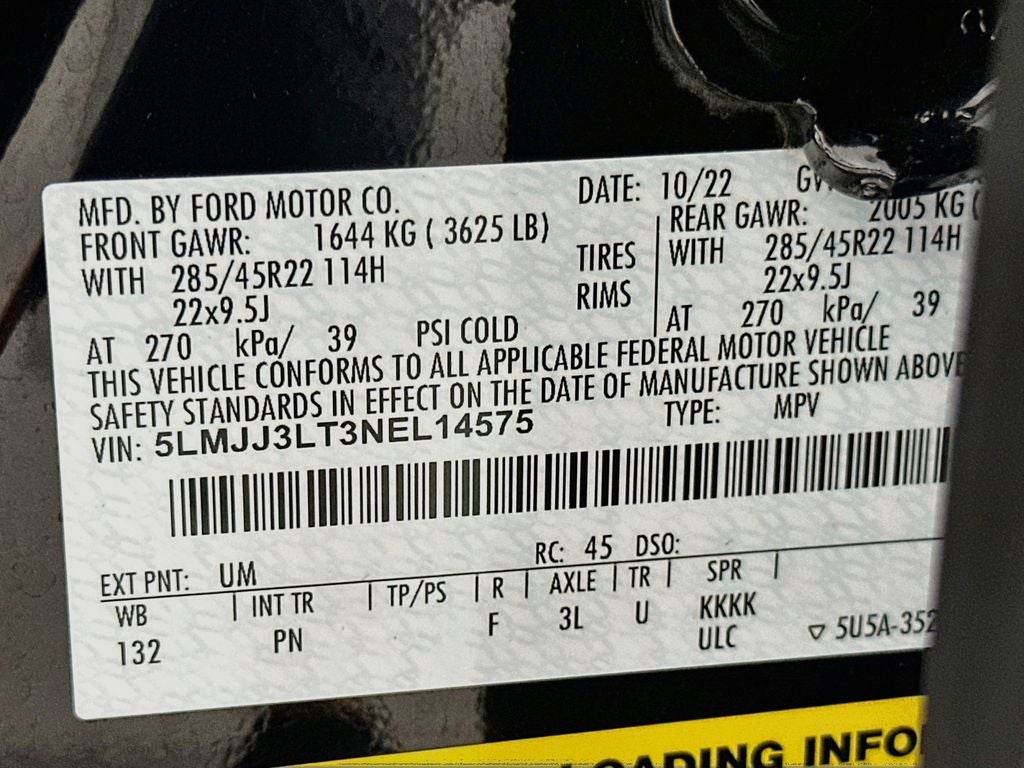 MFD. BY FORD MOTOR CO. DATE: 10/22
FRONT GAWR: 1644 KG ( 3625 LB) REAR GAWR: 2005 KG (
WITH 285/45R22 114H TIRES WITH 285/45R22 114H
22x9.5J RIMS 22x9.5J
AT 270 kPa/ 39 PSI COLD AT 270 kPa/ 39
THIS VEHICLE CONFORMS TO ALL APPLICABLE FEDERAL MOTOR VEHICLE
SAFETY STANDARDS IN EFFECT ON THE DATE OF MANUFACTURE SHOWN ABOVE
VIN: 5LMJJ3LT3NEL14575 TYPE: MPV
RC: 45 DSO:
EXT PNT: UM
WB | INT TR | TP/PS | R | AXLE | TR | SPR |
132 PN F 3L U KKKK
ULC ▽ 5U5A-352
INFO